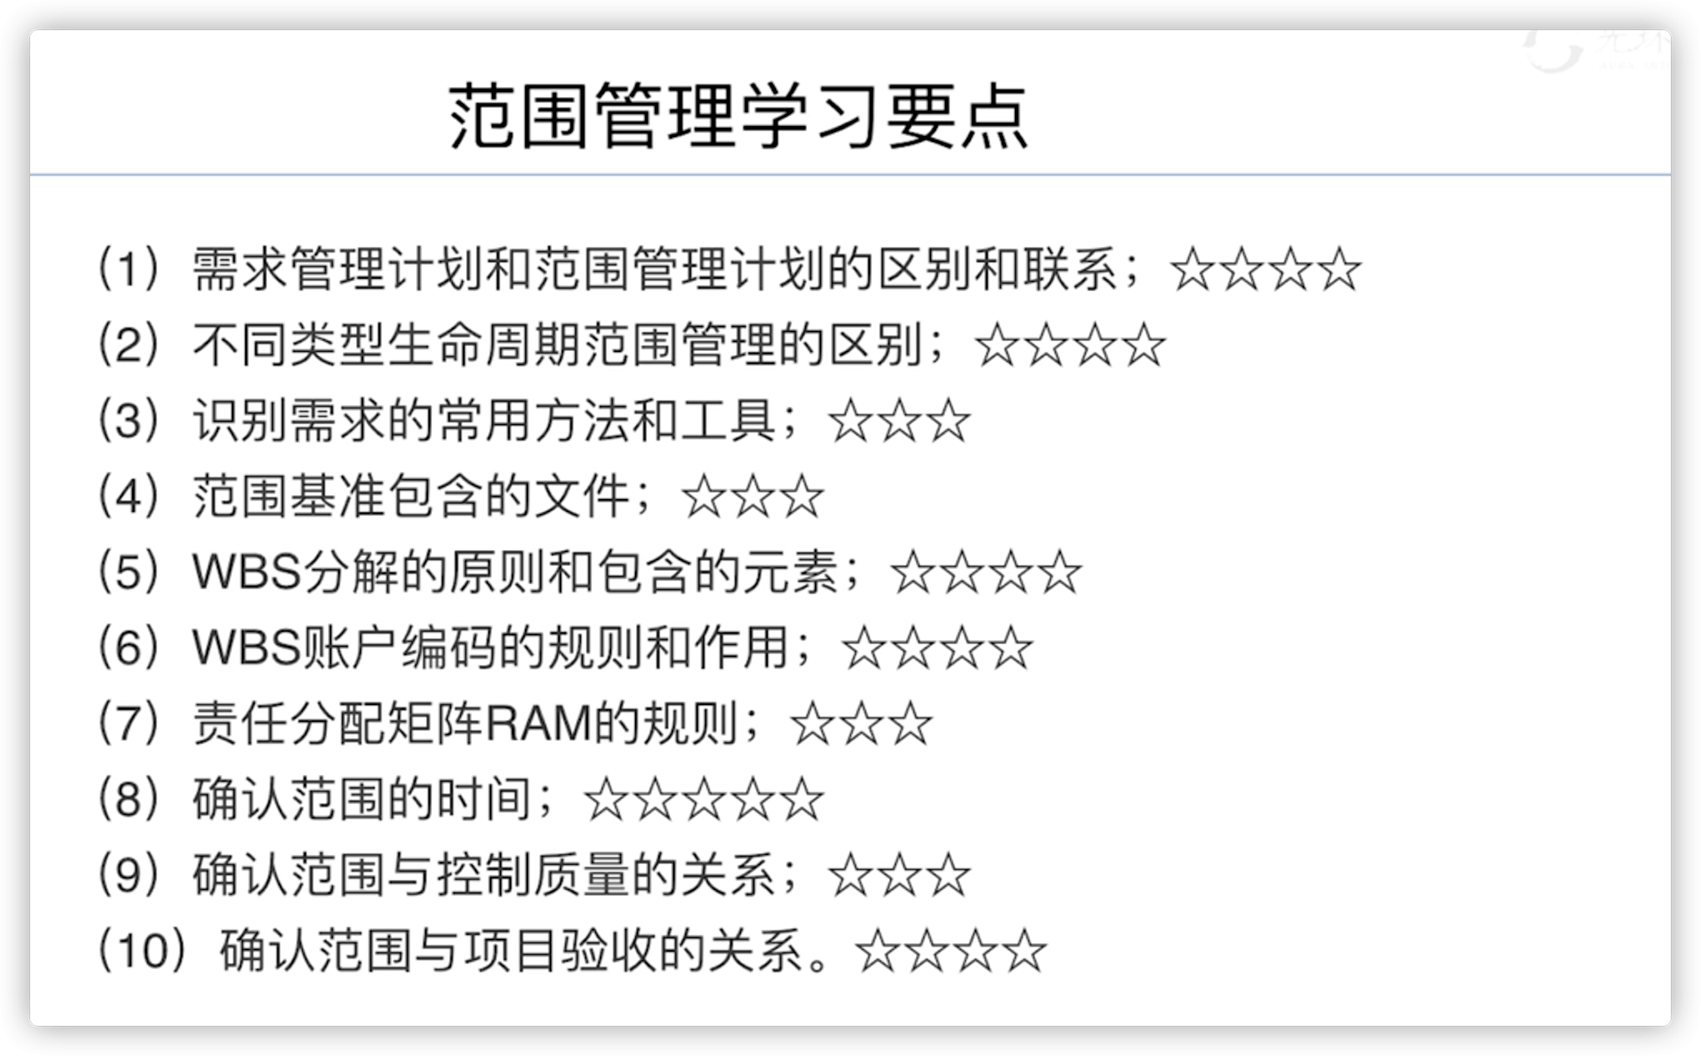 范围管理学习要点
（1）需求管理计划和范围管理计划的区别和联系；☆☆☆☆
（2）不同类型生命周期范围管理的区别；☆☆☆☆
（3）识别需求的常用方法和工具；☆☆☆
（4）范围基准包含的文件；☆☆☆
（5）WBS分解的原则和包含的元素；☆☆☆☆
（6）WBS账户编码的规则和作用；☆☆☆☆
（7）责任分配矩阵RAM的规则；☆☆☆
（8）确认范围的时间；☆☆☆☆☆
（9）确认范围与控制质量的关系；☆☆☆
（10）确认范围与项目验收的关系。☆☆☆☆